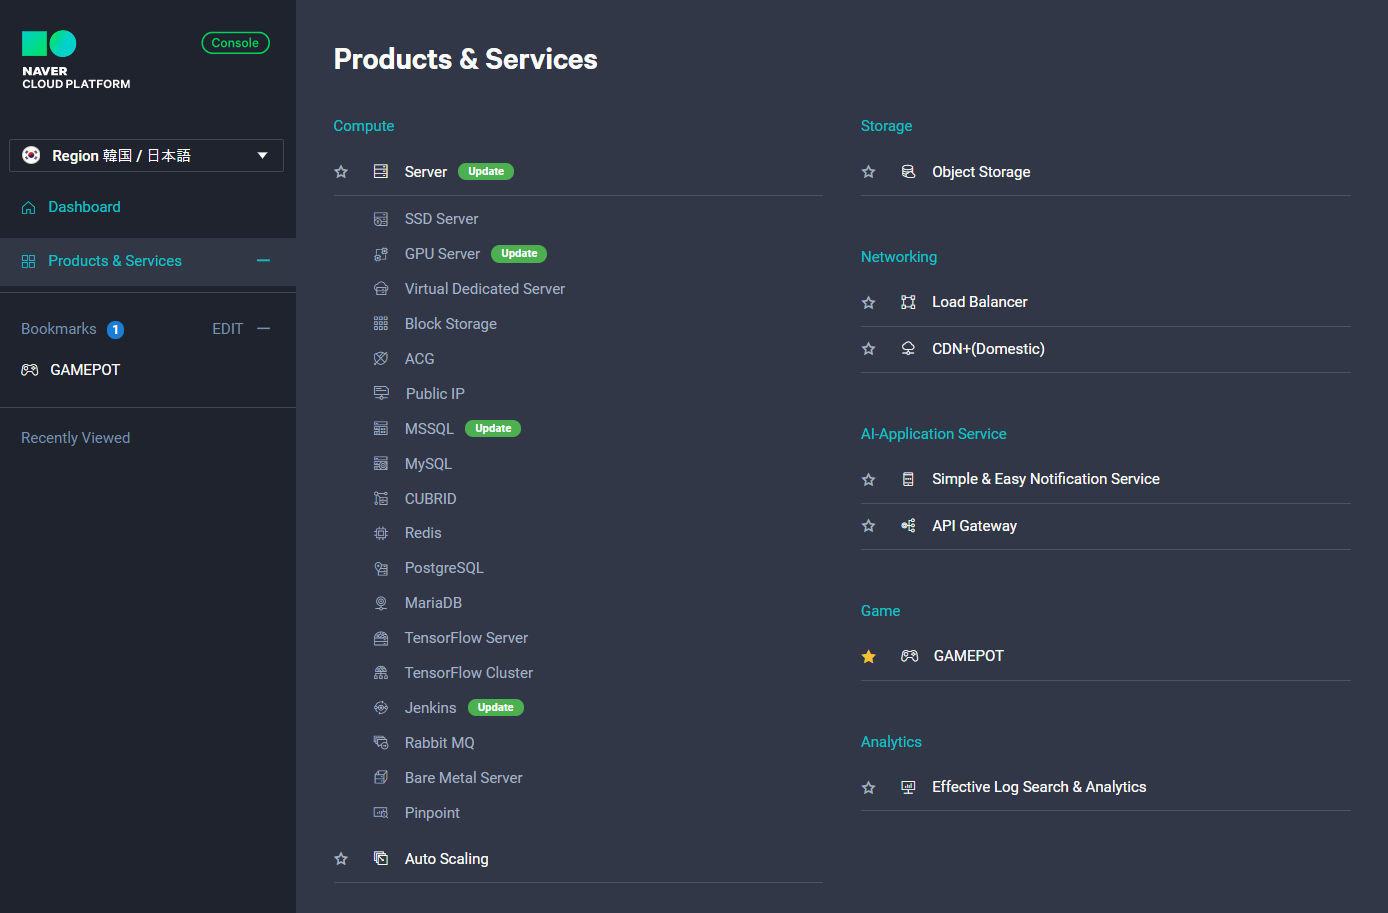 NAVER
CLOUD PLATFORM
Console
Region 韓国 / 日本語
Dashboard
Products & Services
Bookmarks 1 EDIT
GAMEPOT
Recently Viewed
Products & Services
Compute
Server Update
SSD Server
GPU Server Update
Virtual Dedicated Server
Block Storage
ACG
Public IP
MSSQL Update
MySQL
CUBRID
Redis
PostgreSQL
MariaDB
TensorFlow Server
TensorFlow Cluster
Jenkins Update
Rabbit MQ
Bare Metal Server
Pinpoint
Auto Scaling
Storage
Object Storage
Networking
Load Balancer
CDN+(Domestic)
AI-Application Service
Simple & Easy Notification Service
API Gateway
Game
GAMEPOT
Analytics
Effective Log Search & Analytics